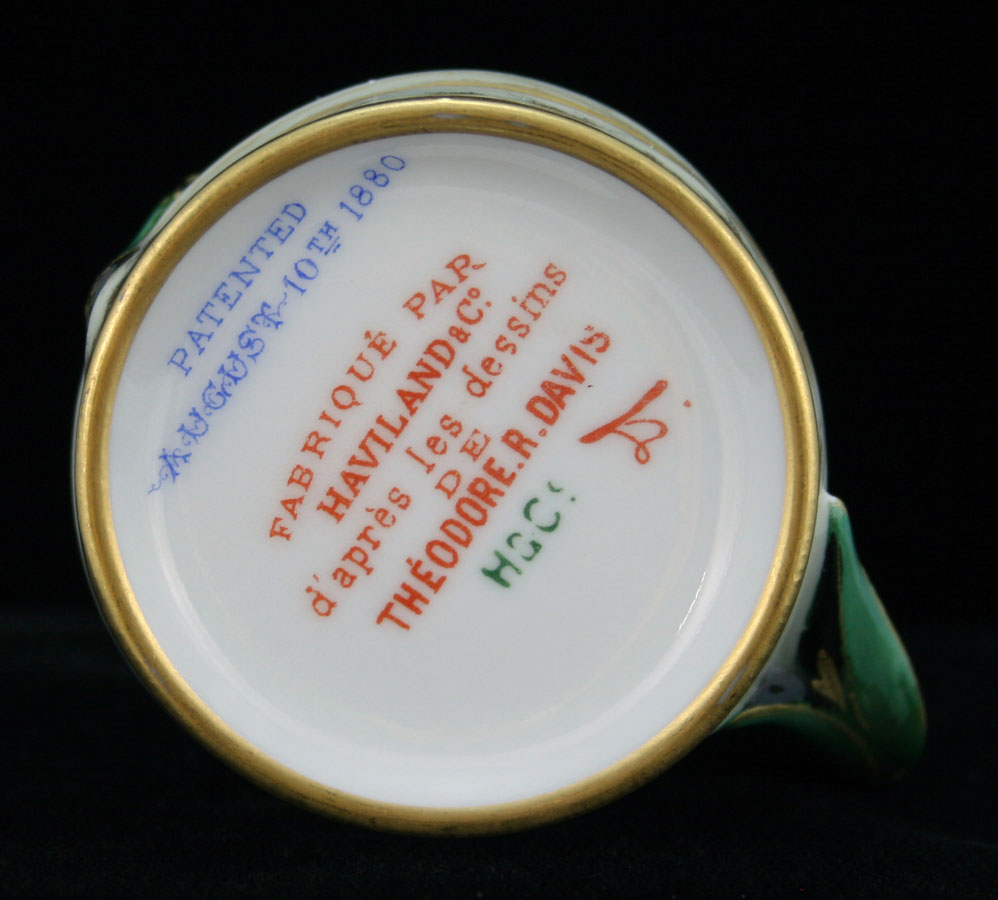 PATENTED
AUGUST 10TH 1880
FABRIQUÉ PAR
HAVILAND & Cº.
d'après les dessins
DE
THÉODORE.R.DAVIS
H&Cº